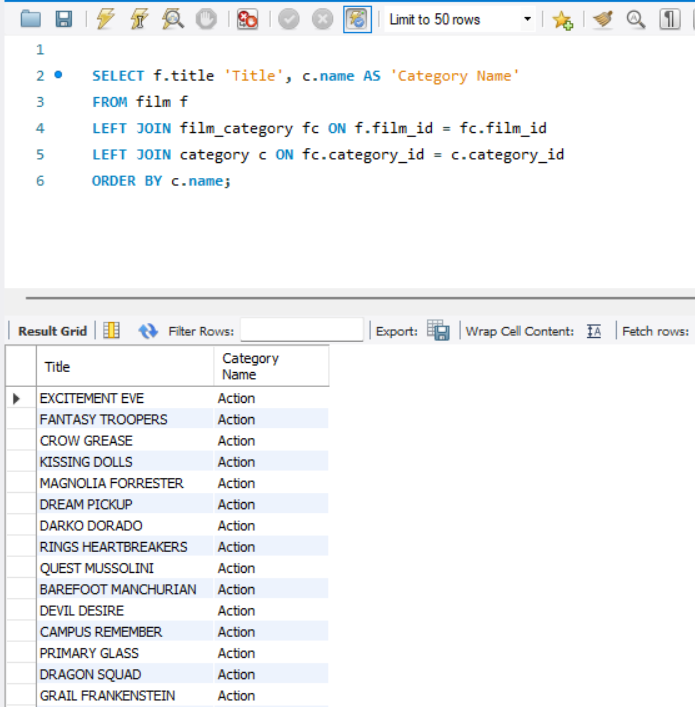 Limit to 50 rows
1
2 SELECT f.title 'Title', c.name AS 'Category Name'
3 FROM film f
4 LEFT JOIN film_category fc ON f.film_id = fc.film_id
5 LEFT JOIN category c ON fc.category_id = c.category_id
6 ORDER BY c.name;
Result Grid Filter Rows: Export: Wrap Cell Content: IA Fetch rows:
Title Category Name
EXCITEMENT EVE Action
FANTASY TROOPERS Action
CROW GREASE Action
KISSING DOLLS Action
MAGNOLIA FORRESTER Action
DREAM PICKUP Action
DARKO DORADO Action
RINGS HEARTBREAKERS Action
QUEST MUSSOLINI Action
BAREFOOT MANCHURIAN Action
DEVIL DESIRE Action
CAMPUS REMEMBER Action
PRIMARY GLASS Action
DRAGON SQUAD Action
GRAIL FRANKENSTEIN Action